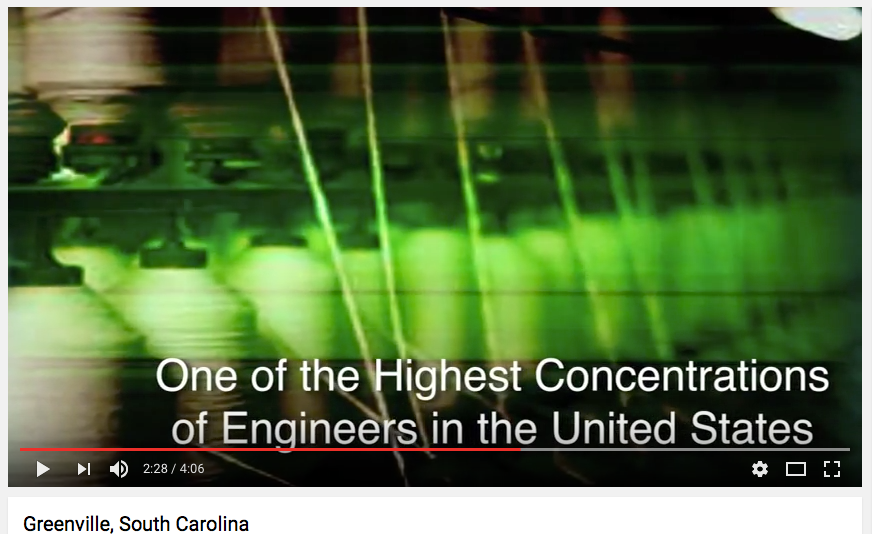 One of the Highest Concentrations
of Engineers in the United States
2:28 / 4:06
Greenville, South Carolina